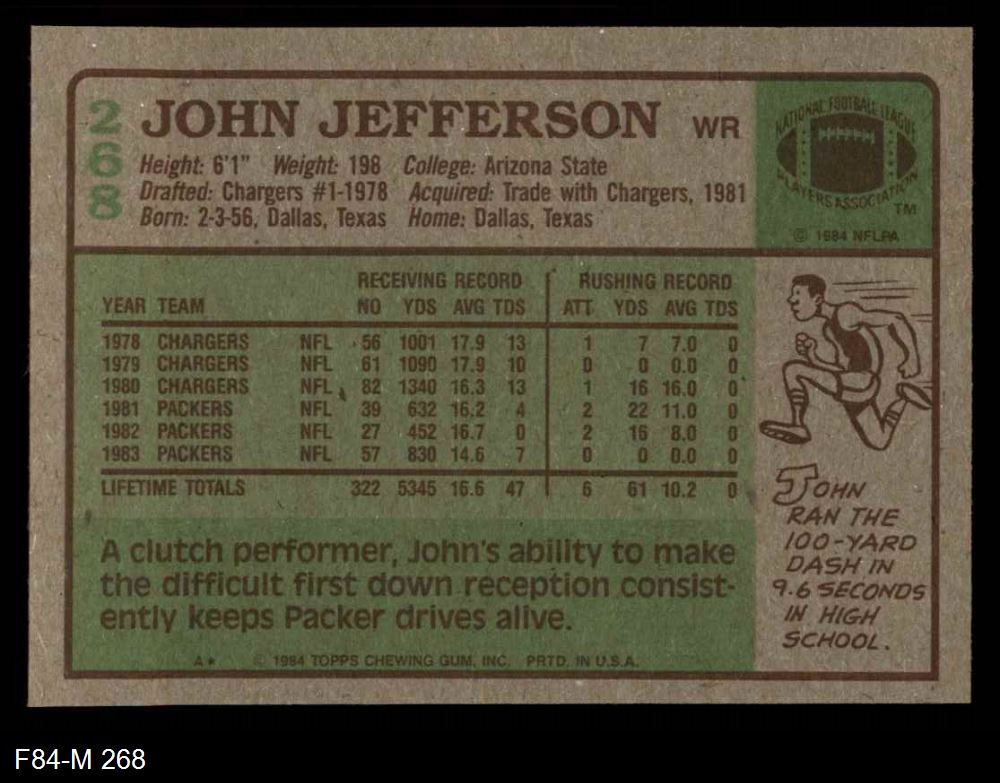 268
JOHN JEFFERSON WR
Height: 6'1" Weight: 198 College: Arizona State
Drafted: Chargers #1-1978 Acquired: Trade with Chargers, 1981
Born: 2-3-56, Dallas, Texas Home: Dallas, Texas
NATIONAL FOOTBALL LEAGUE
PLAYERS ASSOCIATION
TM
© 1984 NFLPA
RECEIVING RECORD RUSHING RECORD
YEAR TEAM NO YDS AVG TDS ATT. YDS AVG TDS
1978 CHARGERS NFL 56 1001 17.9 13 1 7 7.0 0
1979 CHARGERS NFL 61 1090 17.9 10 0 0 0.0 0
1980 CHARGERS NFL 82 1340 16.3 13 1 16 16.0 0
1981 PACKERS NFL 39 632 16.2 4 2 22 11.0 0
1982 PACKERS NFL 27 452 16.7 0 2 16 8.0 0
1983 PACKERS NFL 57 830 14.6 7 0 0 0.0 0
LIFETIME TOTALS 322 5345 16.6 47 6 61 10.2 0
A clutch performer, John's ability to make
the difficult first down reception consist-
ently keeps Packer drives alive.
A* © 1984 TOPPS CHEWING GUM, INC. PRTD. IN U.S.A.
JOHN
RAN THE
100-YARD
DASH IN
9.6 SECONDS
IN HIGH
SCHOOL.
F84-M 268